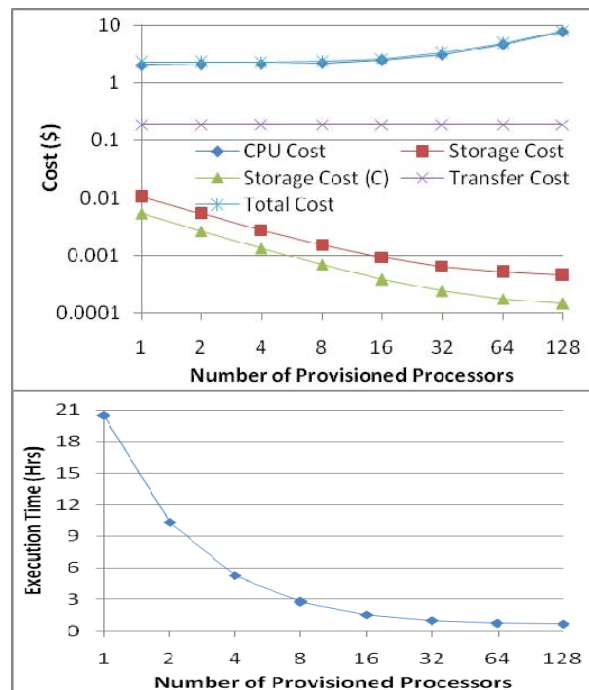 10
1
0.1
0.01
0.001
0.0001
Cost ($)
CPU Cost
Storage Cost
Storage Cost (C)
Transfer Cost
Total Cost
1 2 4 8 16 32 64 128
Number of Provisioned Processors
21
18
15
12
9
6
3
0
Execution Time (Hrs)
1 2 4 8 16 32 64 128
Number of Provisioned Processors